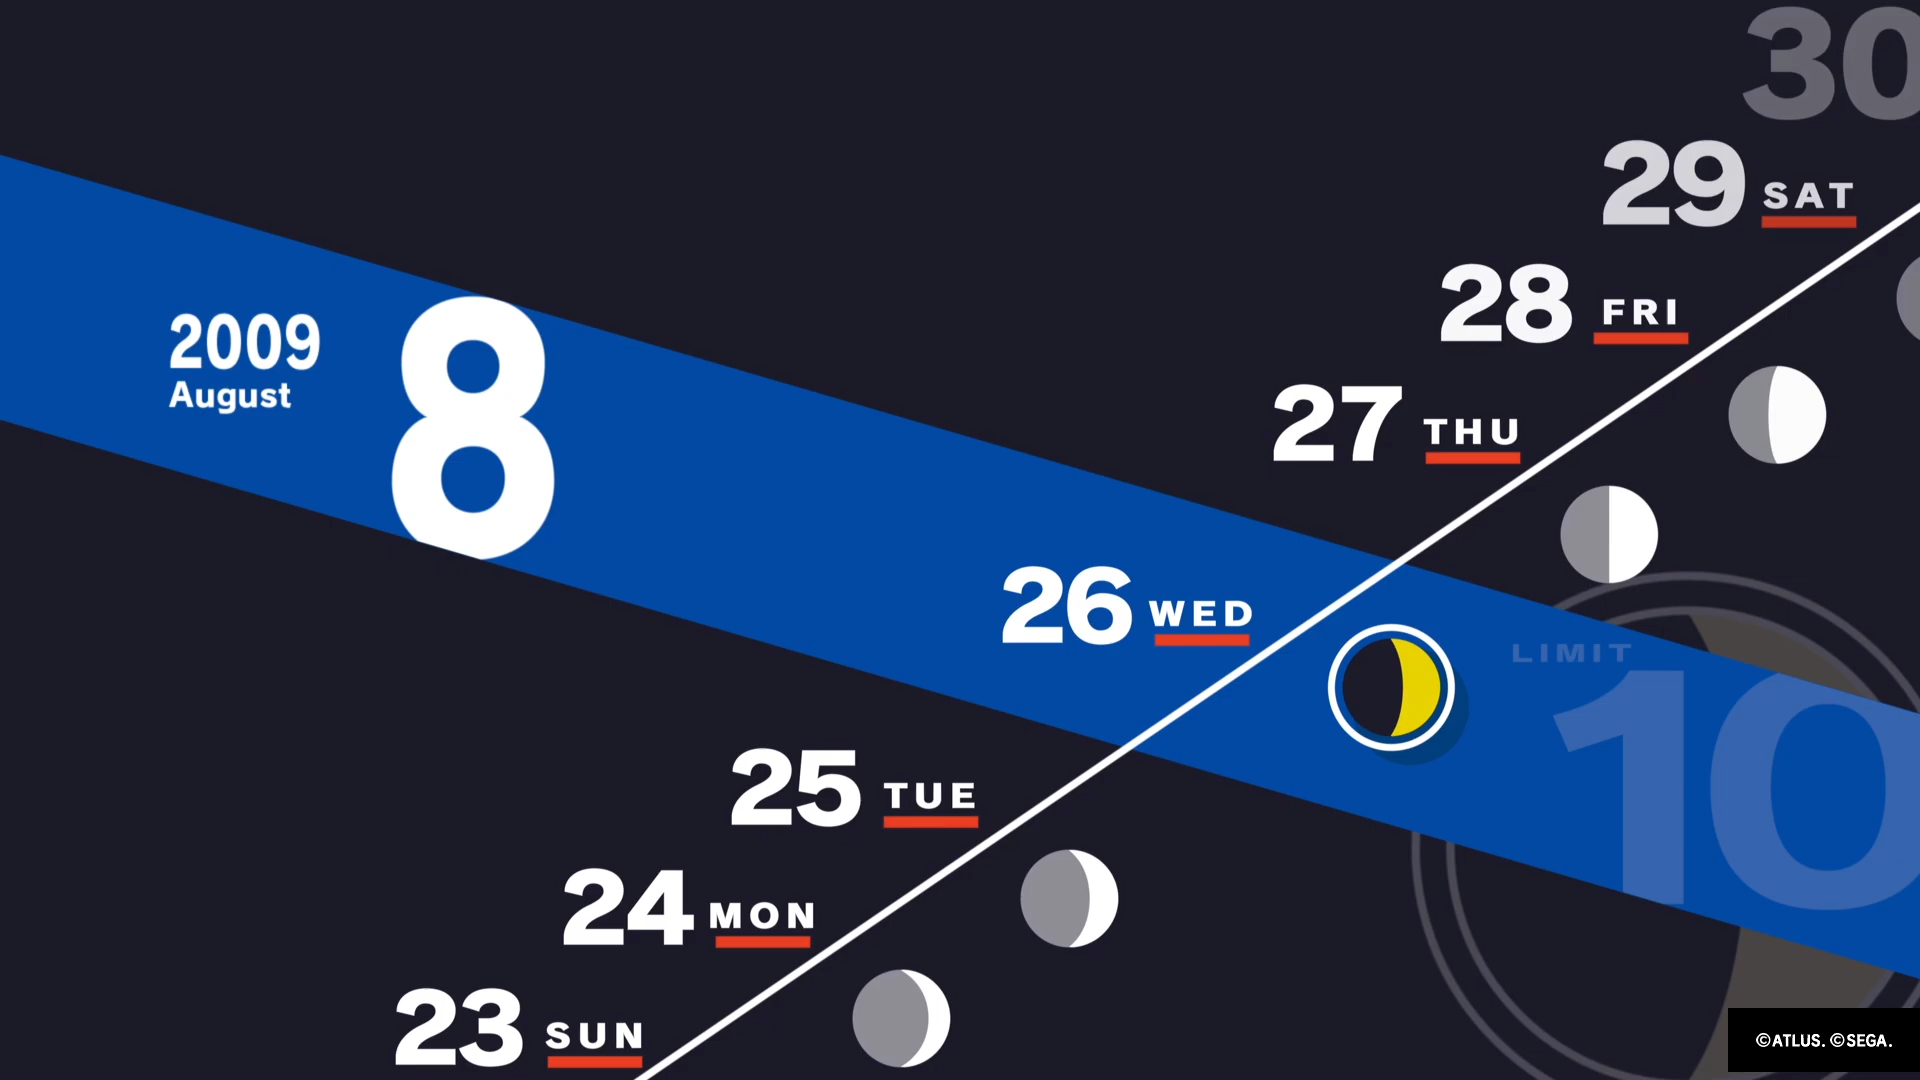 30
29 SAT
28 FRI
27 THU
2009
August
8
26 WED
LIMIT
10
25 TUE
24 MON
23 SUN
©ATLUS. ©SEGA.